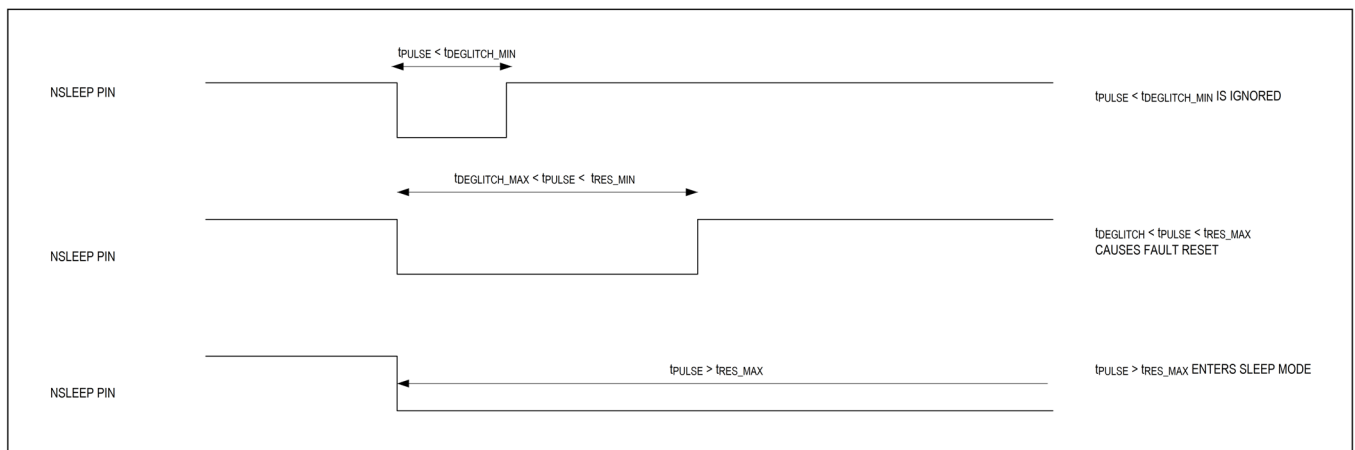 tPULSE < tDEGLITCH_MIN
NSLEEP PIN
tPULSE < tDEGLITCH_MIN IS IGNORED
tDEGLITCH_MAX < tPULSE < tRES_MIN
NSLEEP PIN
tDEGLITCH < tPULSE < tRES_MAX
CAUSES FAULT RESET
tPULSE > tRES_MAX
NSLEEP PIN
tPULSE > tRES_MAX ENTERS SLEEP MODE